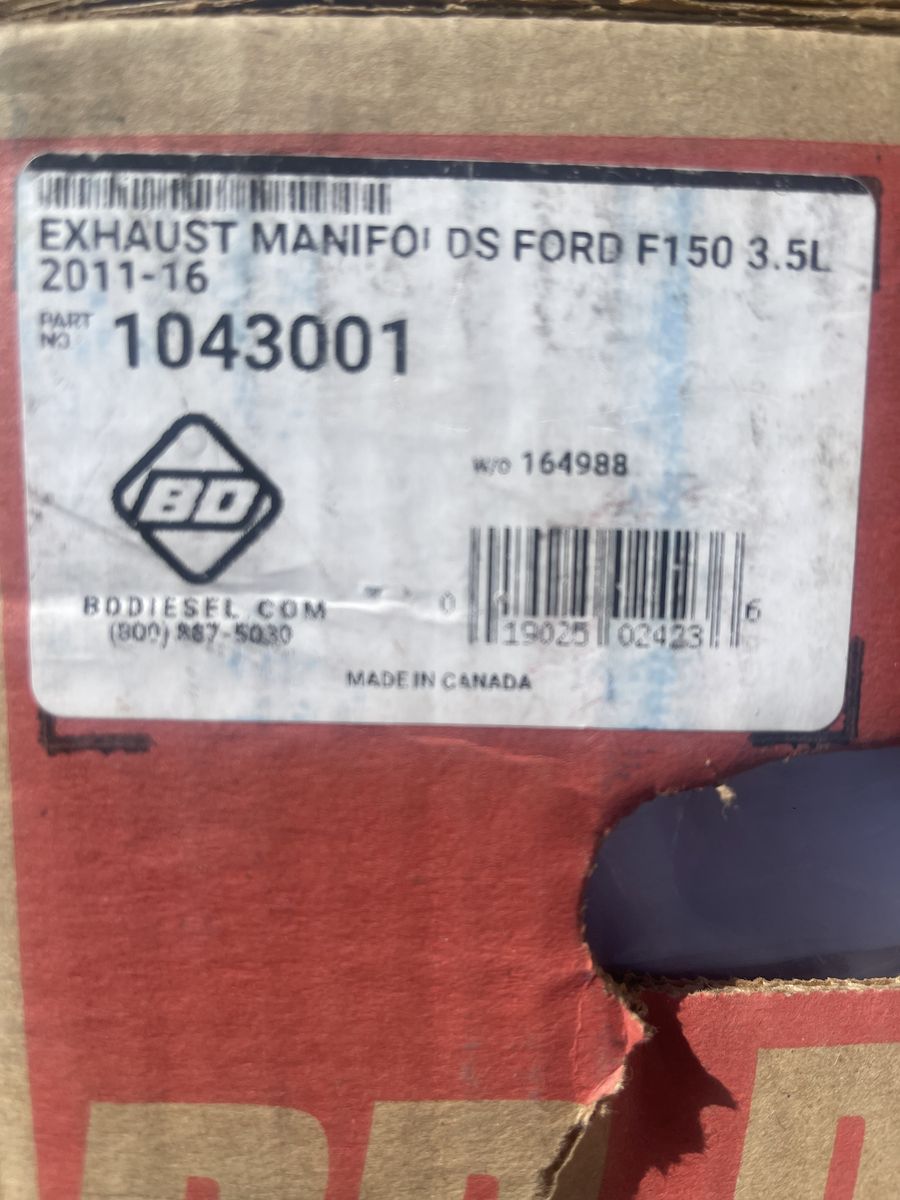 EXHAUST MANIFOLDS FORD F150 3.5L
2011-16
PART
NO
1043001
BD
W/O 164988
BDDIESEL.COM
(800) 887-5030
0 19025 02423 6
MADE IN CANADA